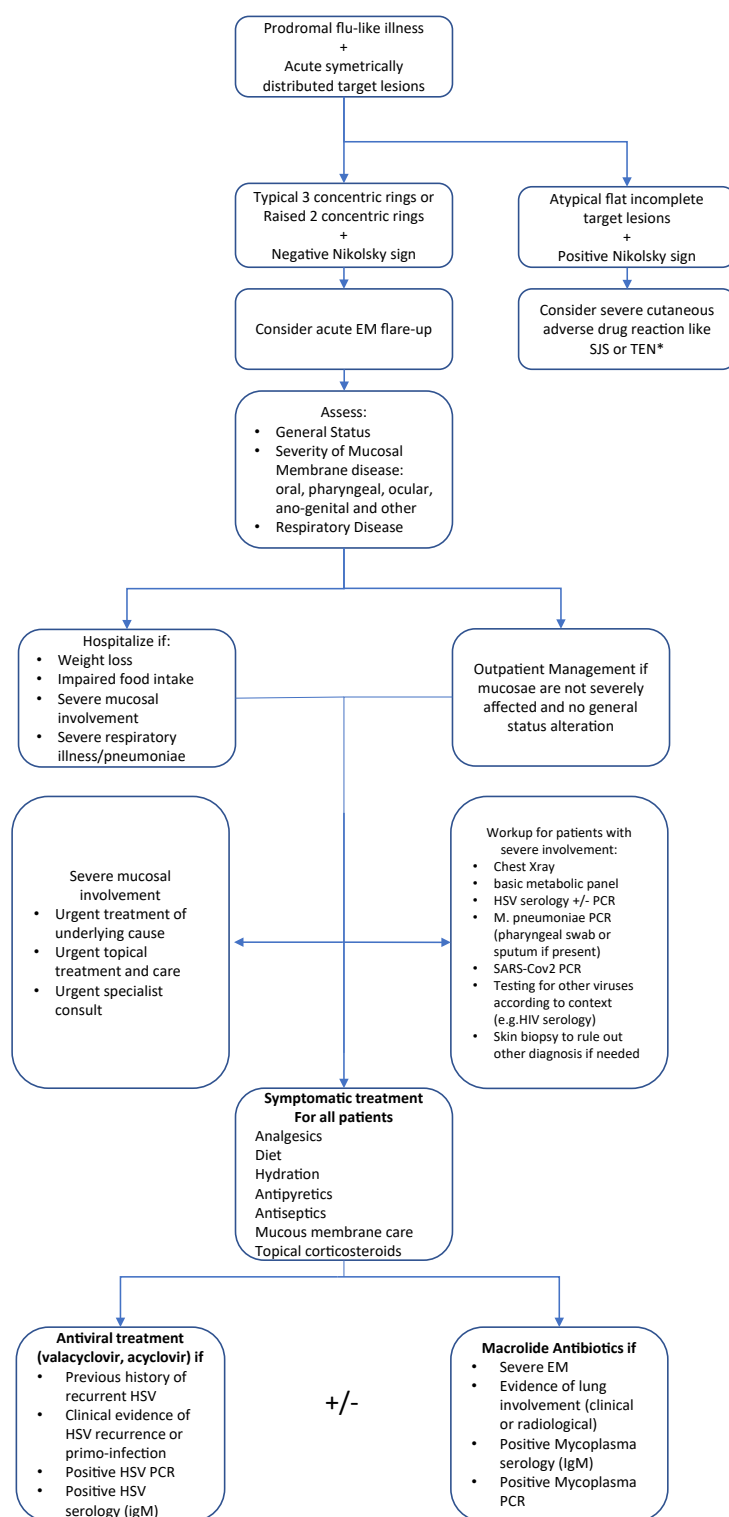 Prodromal flu-like illness
+
Acute symetrically
distributed target lesions
Typical 3 concentric rings or
Raised 2 concentric rings
+
Negative Nikolsky sign
Atypical flat incomplete
target lesions
+
Positive Nikolsky sign
Consider acute EM flare-up
Consider severe cutaneous
adverse drug reaction like
SJS or TEN*
Assess:
• General Status
• Severity of Mucosal
Membrane disease:
oral, pharyngeal, ocular,
ano-genital and other
• Respiratory Disease
Hospitalize if:
• Weight loss
• Impaired food intake
• Severe mucosal
involvement
• Severe respiratory
illness/pneumoniae
Outpatient Management if
mucosae are not severely
affected and no general
status alteration
Severe mucosal
involvement
• Urgent treatment of
underlying cause
• Urgent topical
treatment and care
• Urgent specialist
consult
Workup for patients with
severe involvement:
• Chest Xray
• basic metabolic panel
• HSV serology +/- PCR
• M. pneumoniae PCR
(pharyngeal swab or
sputum if present)
• SARS-Cov2 PCR
• Testing for other viruses
according to context
(e.g.HIV serology)
• Skin biopsy to rule out
other diagnosis if needed
Symptomatic treatment
For all patients
Analgesics
Diet
Hydration
Antipyretics
Antiseptics
Mucous membrane care
Topical corticosteroids
Antiviral treatment
(valacyclovir, acyclovir) if
• Previous history of
recurrent HSV
• Clinical evidence of
HSV recurrence or
primo-infection
• Positive HSV PCR
• Positive HSV
serology (igM)
+/-
Macrolide Antibiotics if
• Severe EM
• Evidence of lung
involvement (clinical
or radiological)
• Positive Mycoplasma
serology (IgM)
• Positive Mycoplasma
PCR